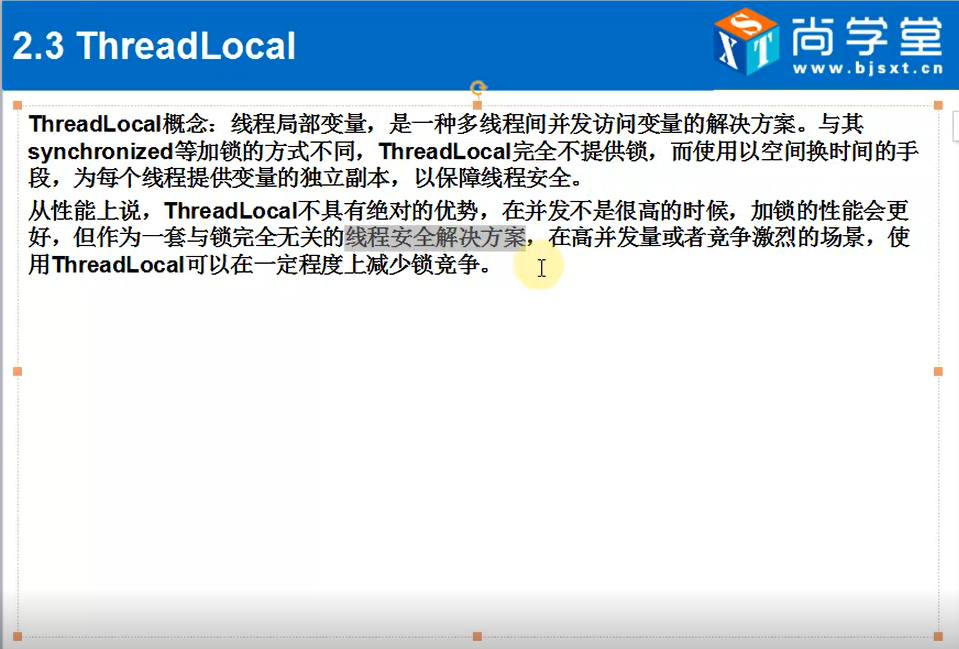 2.3 ThreadLocal
XST
尚学堂
www.bjsxt.cn
ThreadLocal概念：线程局部变量，是一种多线程间并发访问变量的解决方案。与其
synchronized等加锁的方式不同，ThreadLocal完全不提供锁，而使用以空间换时间的手
段，为每个线程提供变量的独立副本，以保障线程安全。
从性能上说，ThreadLocal不具有绝对的优势，在并发不是很高的时候，加锁的性能会更
好，但作为一套与锁完全无关的线程安全解决方案，在高并发量或者竞争激烈的场景，使
用ThreadLocal可以在一定程度上减少锁竞争。